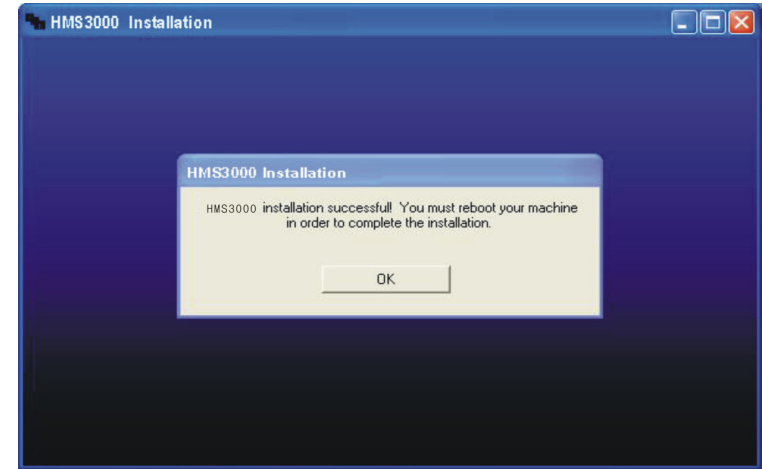 HMS3000 Installation
HMS3000 Installation
HMS3000 installation successful! You must reboot your machine
in order to complete the installation.
OK